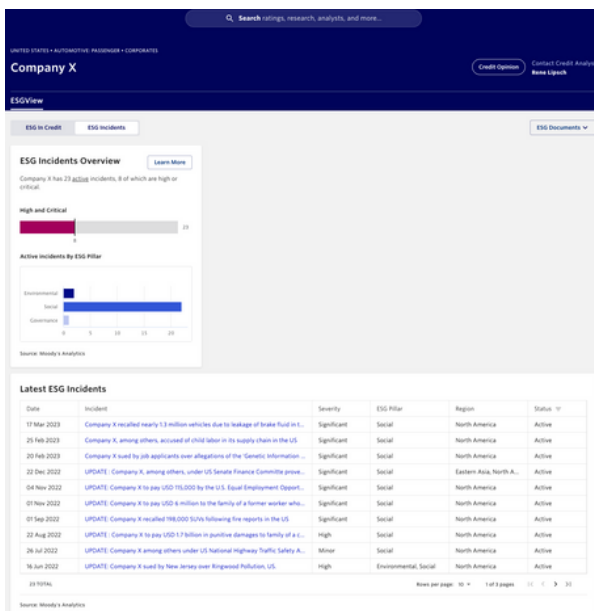 Search ratings, research, analysts, and more...
UNITED STATES • AUTOMOTIVE: PASSENGER • CORPORATES
Company X
Credit Opinion
Contact Credit Analys
Rene Lipsch
ESGView
ESG In Credit
ESG Incidents
ESG Documents
ESG Incidents Overview
Learn More
Company X has 23 active incidents, 8 of which are high or
critical.
High and Critical
23
8
Active incidents By ESG Pillar
Environmental
Social
Governance
0 5 10 15 20
Source: Moody's Analytics
Latest ESG Incidents
Date Incident Severity ESG Pillar Region Status
17 Mar 2023 Company X recalled nearly 1.3 million vehicles due to leakage of brake fluid in t... Significant Social North America Active
25 Feb 2023 Company X, among others, accused of child labor in its supply chain in the US Significant Social North America Active
20 Feb 2023 Company X sued by job applicants over allegations of the 'Genetic Information ... Significant Social North America Active
22 Dec 2022 UPDATE : Company X, among others, under US Senate Finance Committe prove... Significant Social Eastern Asia, North A... Active
04 Nov 2022 UPDATE: Company X to pay USD 115,000 by the U.S. Equal Employment Opport... Significant Social North America Active
01 Nov 2022 UPDATE: Company X to pay USD 6 million to the family of a former worker who... Significant Social North America Active
01 Sep 2022 UPDATE: Company X recalled 198,000 SUVs following fire reports in the US Significant Social North America Active
22 Aug 2022 UPDATE : Company X to pay USD 1.7 billion in punitive damages to family of a c... High Social North America Active
26 Jul 2022 UPDATE: Company X among others under US National Highway Traffic Safety A... Minor Social North America Active
16 Jun 2022 UPDATE: Company X sued by New Jersey over Ringwood Pollution, US. High Environmental, Social North America Active
23 TOTAL Rows per page: 10 1 of 3 pages
Source: Moody's Analytics